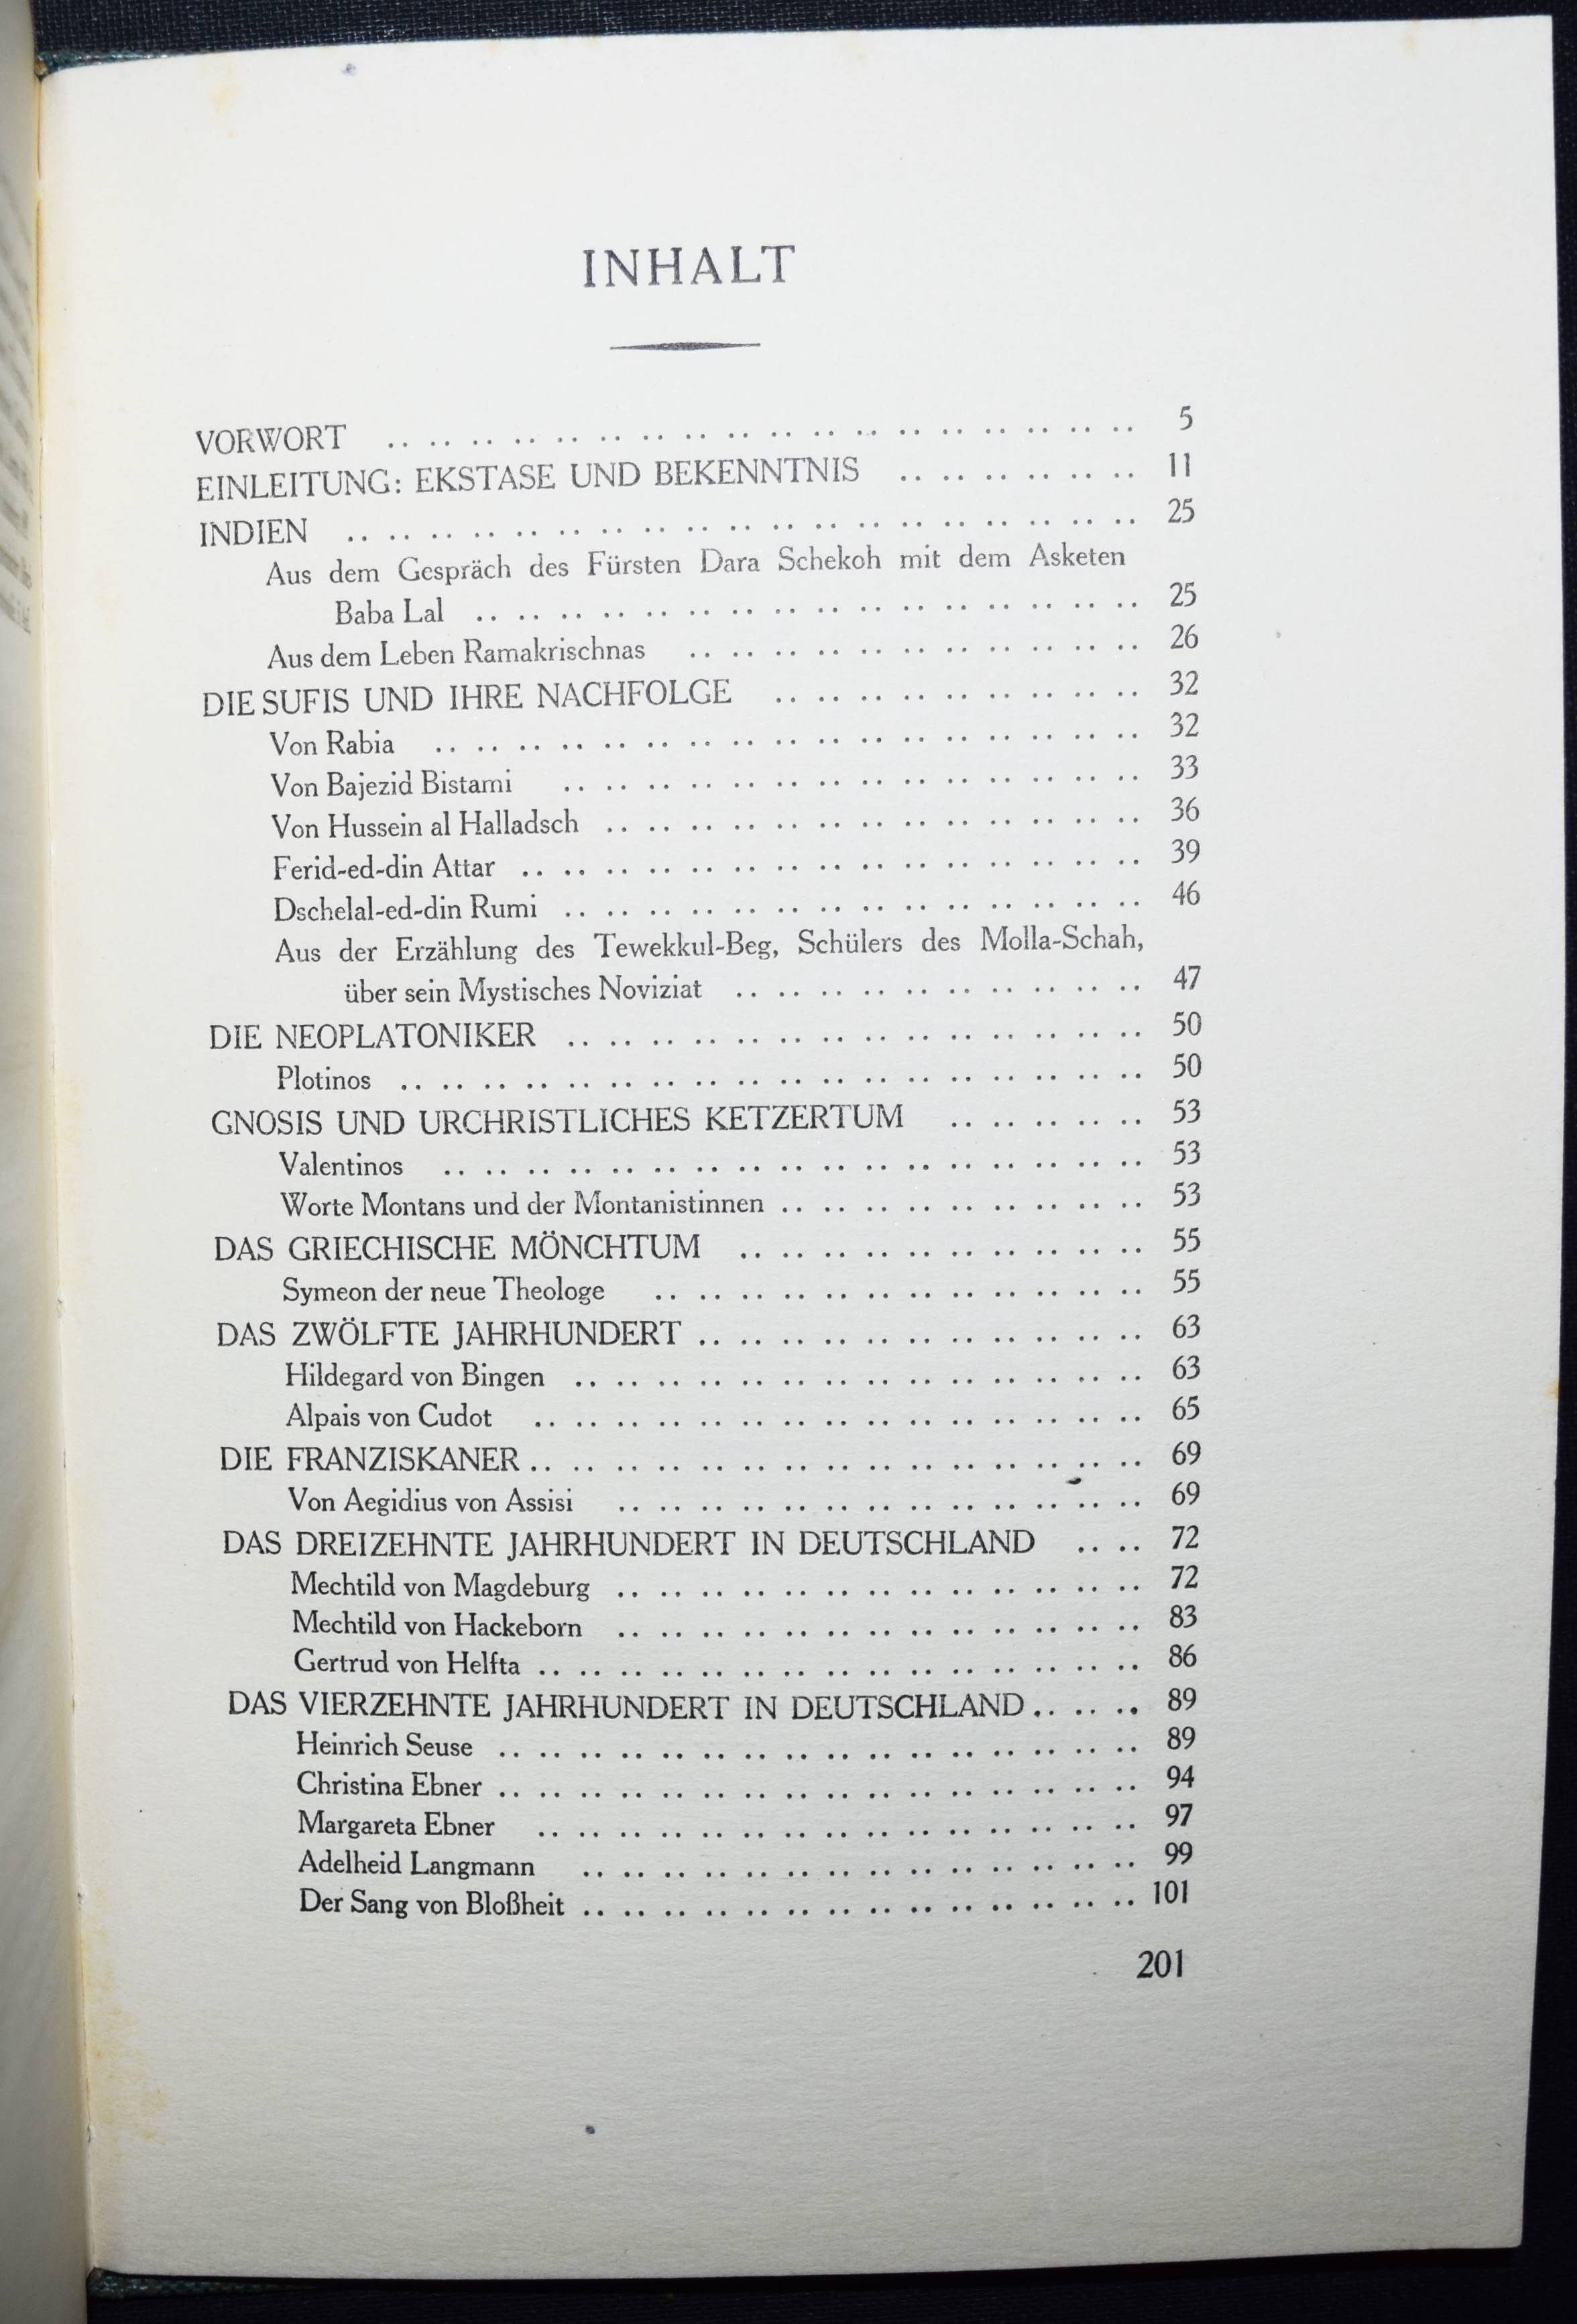 INHALT
VORWORT .. .. .. .. .. .. .. .. .. .. .. .. .. .. .. .. .. .. 5
EINLEITUNG: EKSTASE UND BEKENNTNIS .. .. .. .. .. .. 11
INDIEN .. .. .. .. .. .. .. .. .. .. .. .. .. .. .. .. .. .. .. 25
Aus dem Gespräch des Fürsten Dara Schekoh mit dem Asketen
Baba Lal .. .. .. .. .. .. .. .. .. .. .. .. .. .. .. .. 25
Aus dem Leben Ramakrischnas .. .. .. .. .. .. .. .. .. .. .. 26
DIE SUFIS UND IHRE NACHFOLGE .. .. .. .. .. .. .. .. .. 32
Von Rabia .. .. .. .. .. .. .. .. .. .. .. .. .. .. .. .. .. 32
Von Bajezid Bistami .. .. .. .. .. .. .. .. .. .. .. .. .. .. 33
Von Hussein al Halladsch .. .. .. .. .. .. .. .. .. .. .. .. .. 36
Ferid-ed-din Attar .. .. .. .. .. .. .. .. .. .. .. .. .. .. .. 39
Dschelal-ed-din Rumi .. .. .. .. .. .. .. .. .. .. .. .. .. .. 46
Aus der Erzählung des Tewekkul-Beg, Schülers des Molla-Schah,
über sein Mystisches Noviziat .. .. .. .. .. .. .. .. .. .. 47
DIE NEOPLATONIKER .. .. .. .. .. .. .. .. .. .. .. .. .. .. 50
Plotinos .. .. .. .. .. .. .. .. .. .. .. .. .. .. .. .. .. .. 50
GNOSIS UND URCHRISTLICHES KETZERTUM .. .. .. .. .. 53
Valentinos .. .. .. .. .. .. .. .. .. .. .. .. .. .. .. .. .. 53
Worte Montans und der Montanistinnen .. .. .. .. .. .. .. .. .. 53
DAS GRIECHISCHE MÖNCHTUM .. .. .. .. .. .. .. .. .. .. 55
Symeon der neue Theologe .. .. .. .. .. .. .. .. .. .. .. .. 55
DAS ZWÖLFTE JAHRHUNDERT .. .. .. .. .. .. .. .. .. .. .. 63
Hildegard von Bingen .. .. .. .. .. .. .. .. .. .. .. .. .. .. 63
Alpais von Cudot .. .. .. .. .. .. .. .. .. .. .. .. .. .. .. 65
DIE FRANZISKANER .. .. .. .. .. .. .. .. .. .. .. .. .. .. .. 69
Von Aegidius von Assisi .. .. .. .. .. .. .. .. .. .. .. .. .. 69
DAS DREIZEHNTE JAHRHUNDERT IN DEUTSCHLAND .. .. 72
Mechtild von Magdeburg .. .. .. .. .. .. .. .. .. .. .. .. .. 72
Mechtild von Hackeborn .. .. .. .. .. .. .. .. .. .. .. .. .. 83
Gertrud von Helfta .. .. .. .. .. .. .. .. .. .. .. .. .. .. .. 86
DAS VIERZEHNTE JAHRHUNDERT IN DEUTSCHLAND .. .. .. 89
Heinrich Seuse .. .. .. .. .. .. .. .. .. .. .. .. .. .. .. .. 89
Christina Ebner .. .. .. .. .. .. .. .. .. .. .. .. .. .. .. .. 94
Margareta Ebner .. .. .. .. .. .. .. .. .. .. .. .. .. .. .. 97
Adelheid Langmann .. .. .. .. .. .. .. .. .. .. .. .. .. .. 99
Der Sang von Bloßheit .. .. .. .. .. .. .. .. .. .. .. .. .. .. 101
201